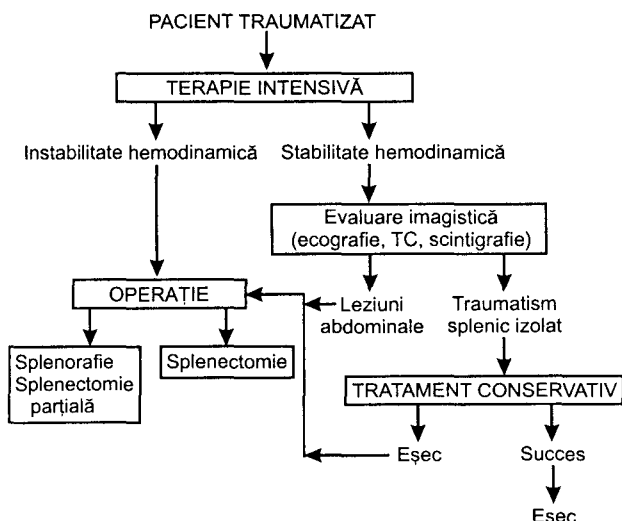 PACIENT TRAUMATIZAT
TERAPIE INTENSIVĂ
Instabilitate hemodinamică
Stabilitate hemodinamică
Evaluare imagistică
(ecografie, TC, scintigrafie)
OPERAȚIE
Leziuni
abdominale
Traumatism
splenic izolat
Splenorafie
Splenectomie
parțială
Splenectomie
TRATAMENT CONSERVATIV
Eșec
Succes
Eșec